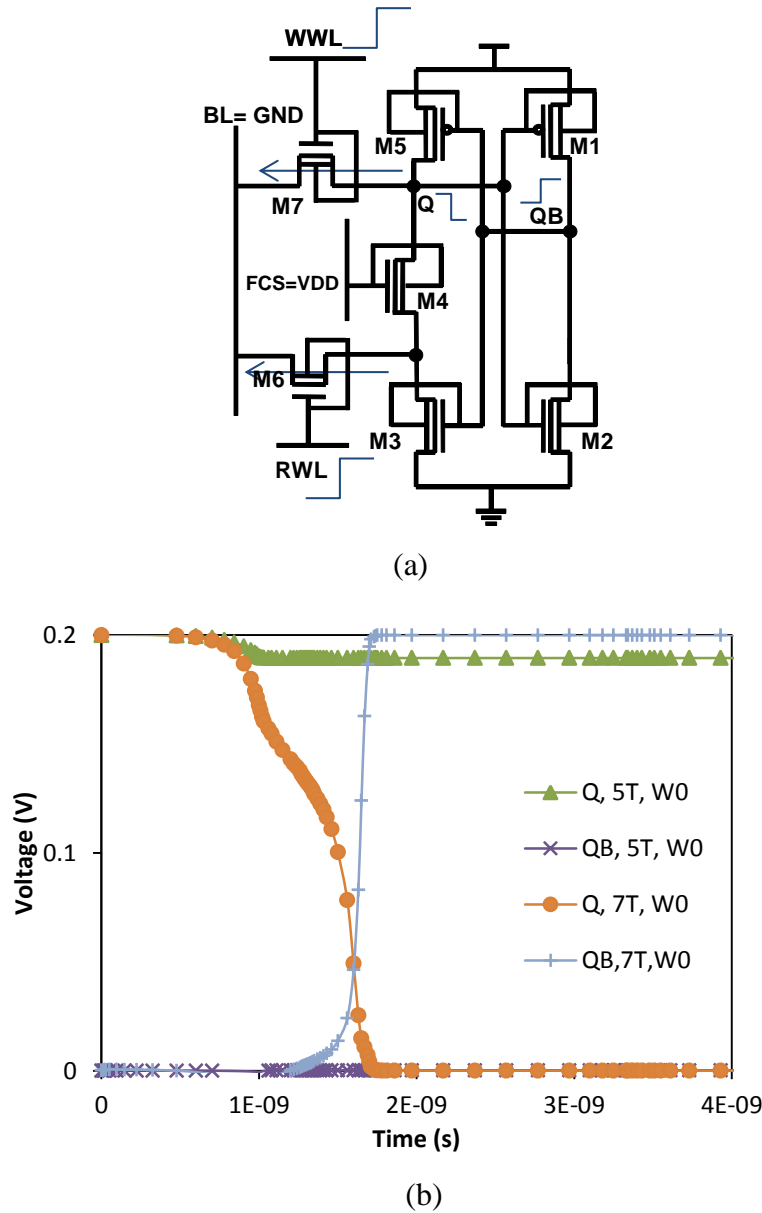 WWL
BL= GND
M5
M1
M7
Q
QB
FCS=VDD
M4
M6
M3
M2
RWL
(a)
0.2
0.1
0
Voltage (V)
Q, 5T, W0
QB, 5T, W0
Q, 7T, W0
QB,7T,W0
0
1E-09
2E-09
3E-09
4E-09
Time (s)
(b)